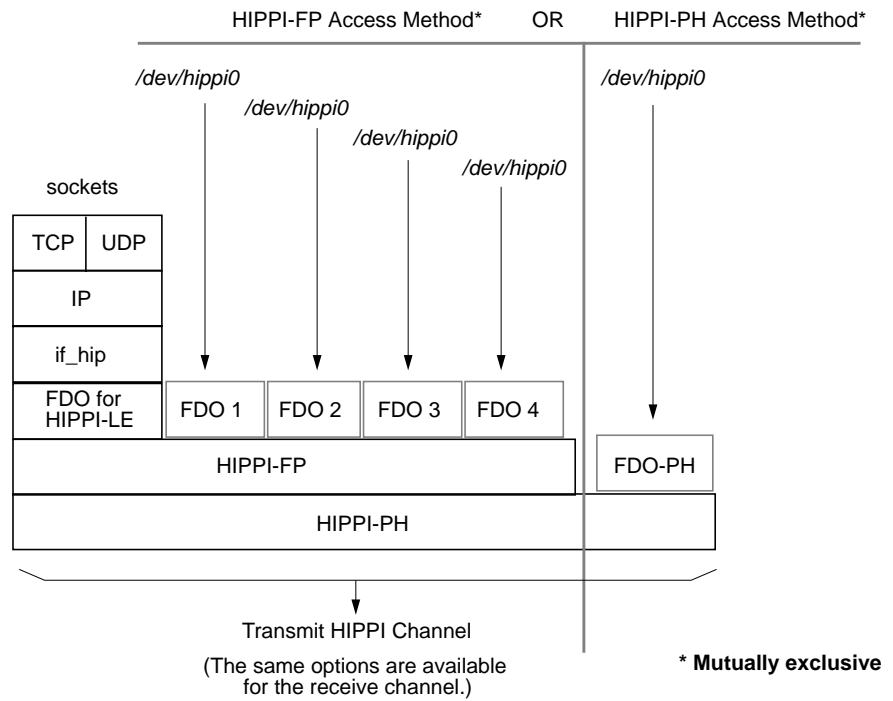 HIPPI-FP Access Method* OR HIPPI-PH Access Method*
/dev/hippi0
/dev/hippi0
/dev/hippi0
/dev/hippi0
/dev/hippi0
sockets
TCP UDP
IP
if_hip
FDO for
HIPPI-LE
FDO 1 FDO 2 FDO 3 FDO 4
HIPPI-FP
FDO-PH
HIPPI-PH
Transmit HIPPI Channel
(The same options are available
for the receive channel.)
* Mutually exclusive